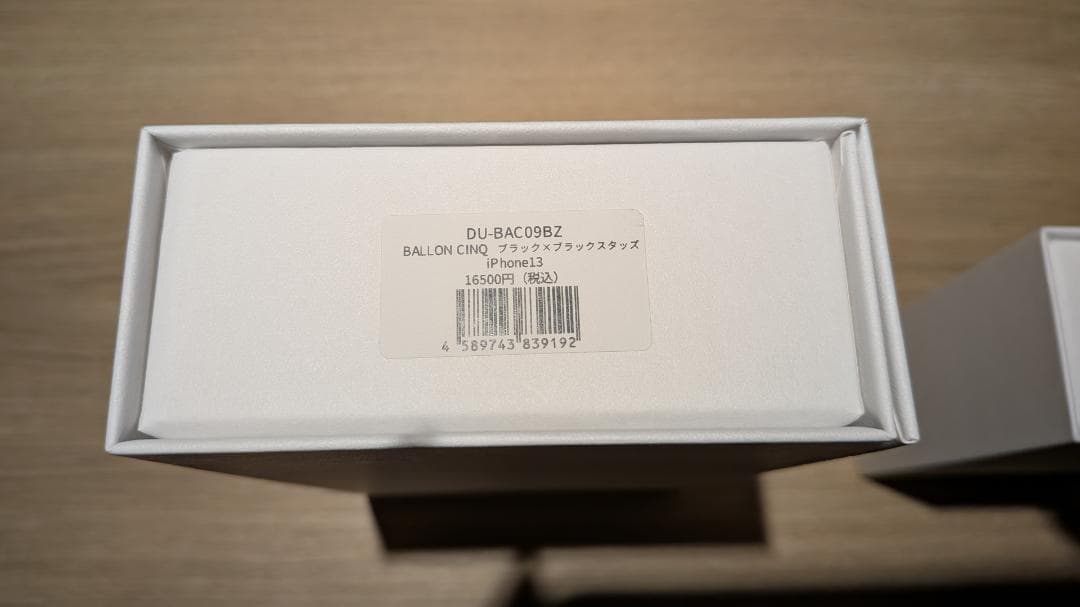 DU-BAC09BZ
BALLON CINQ ブラック×ブラックスタッズ
iPhone13
16500円（税込）
4 589743 839192